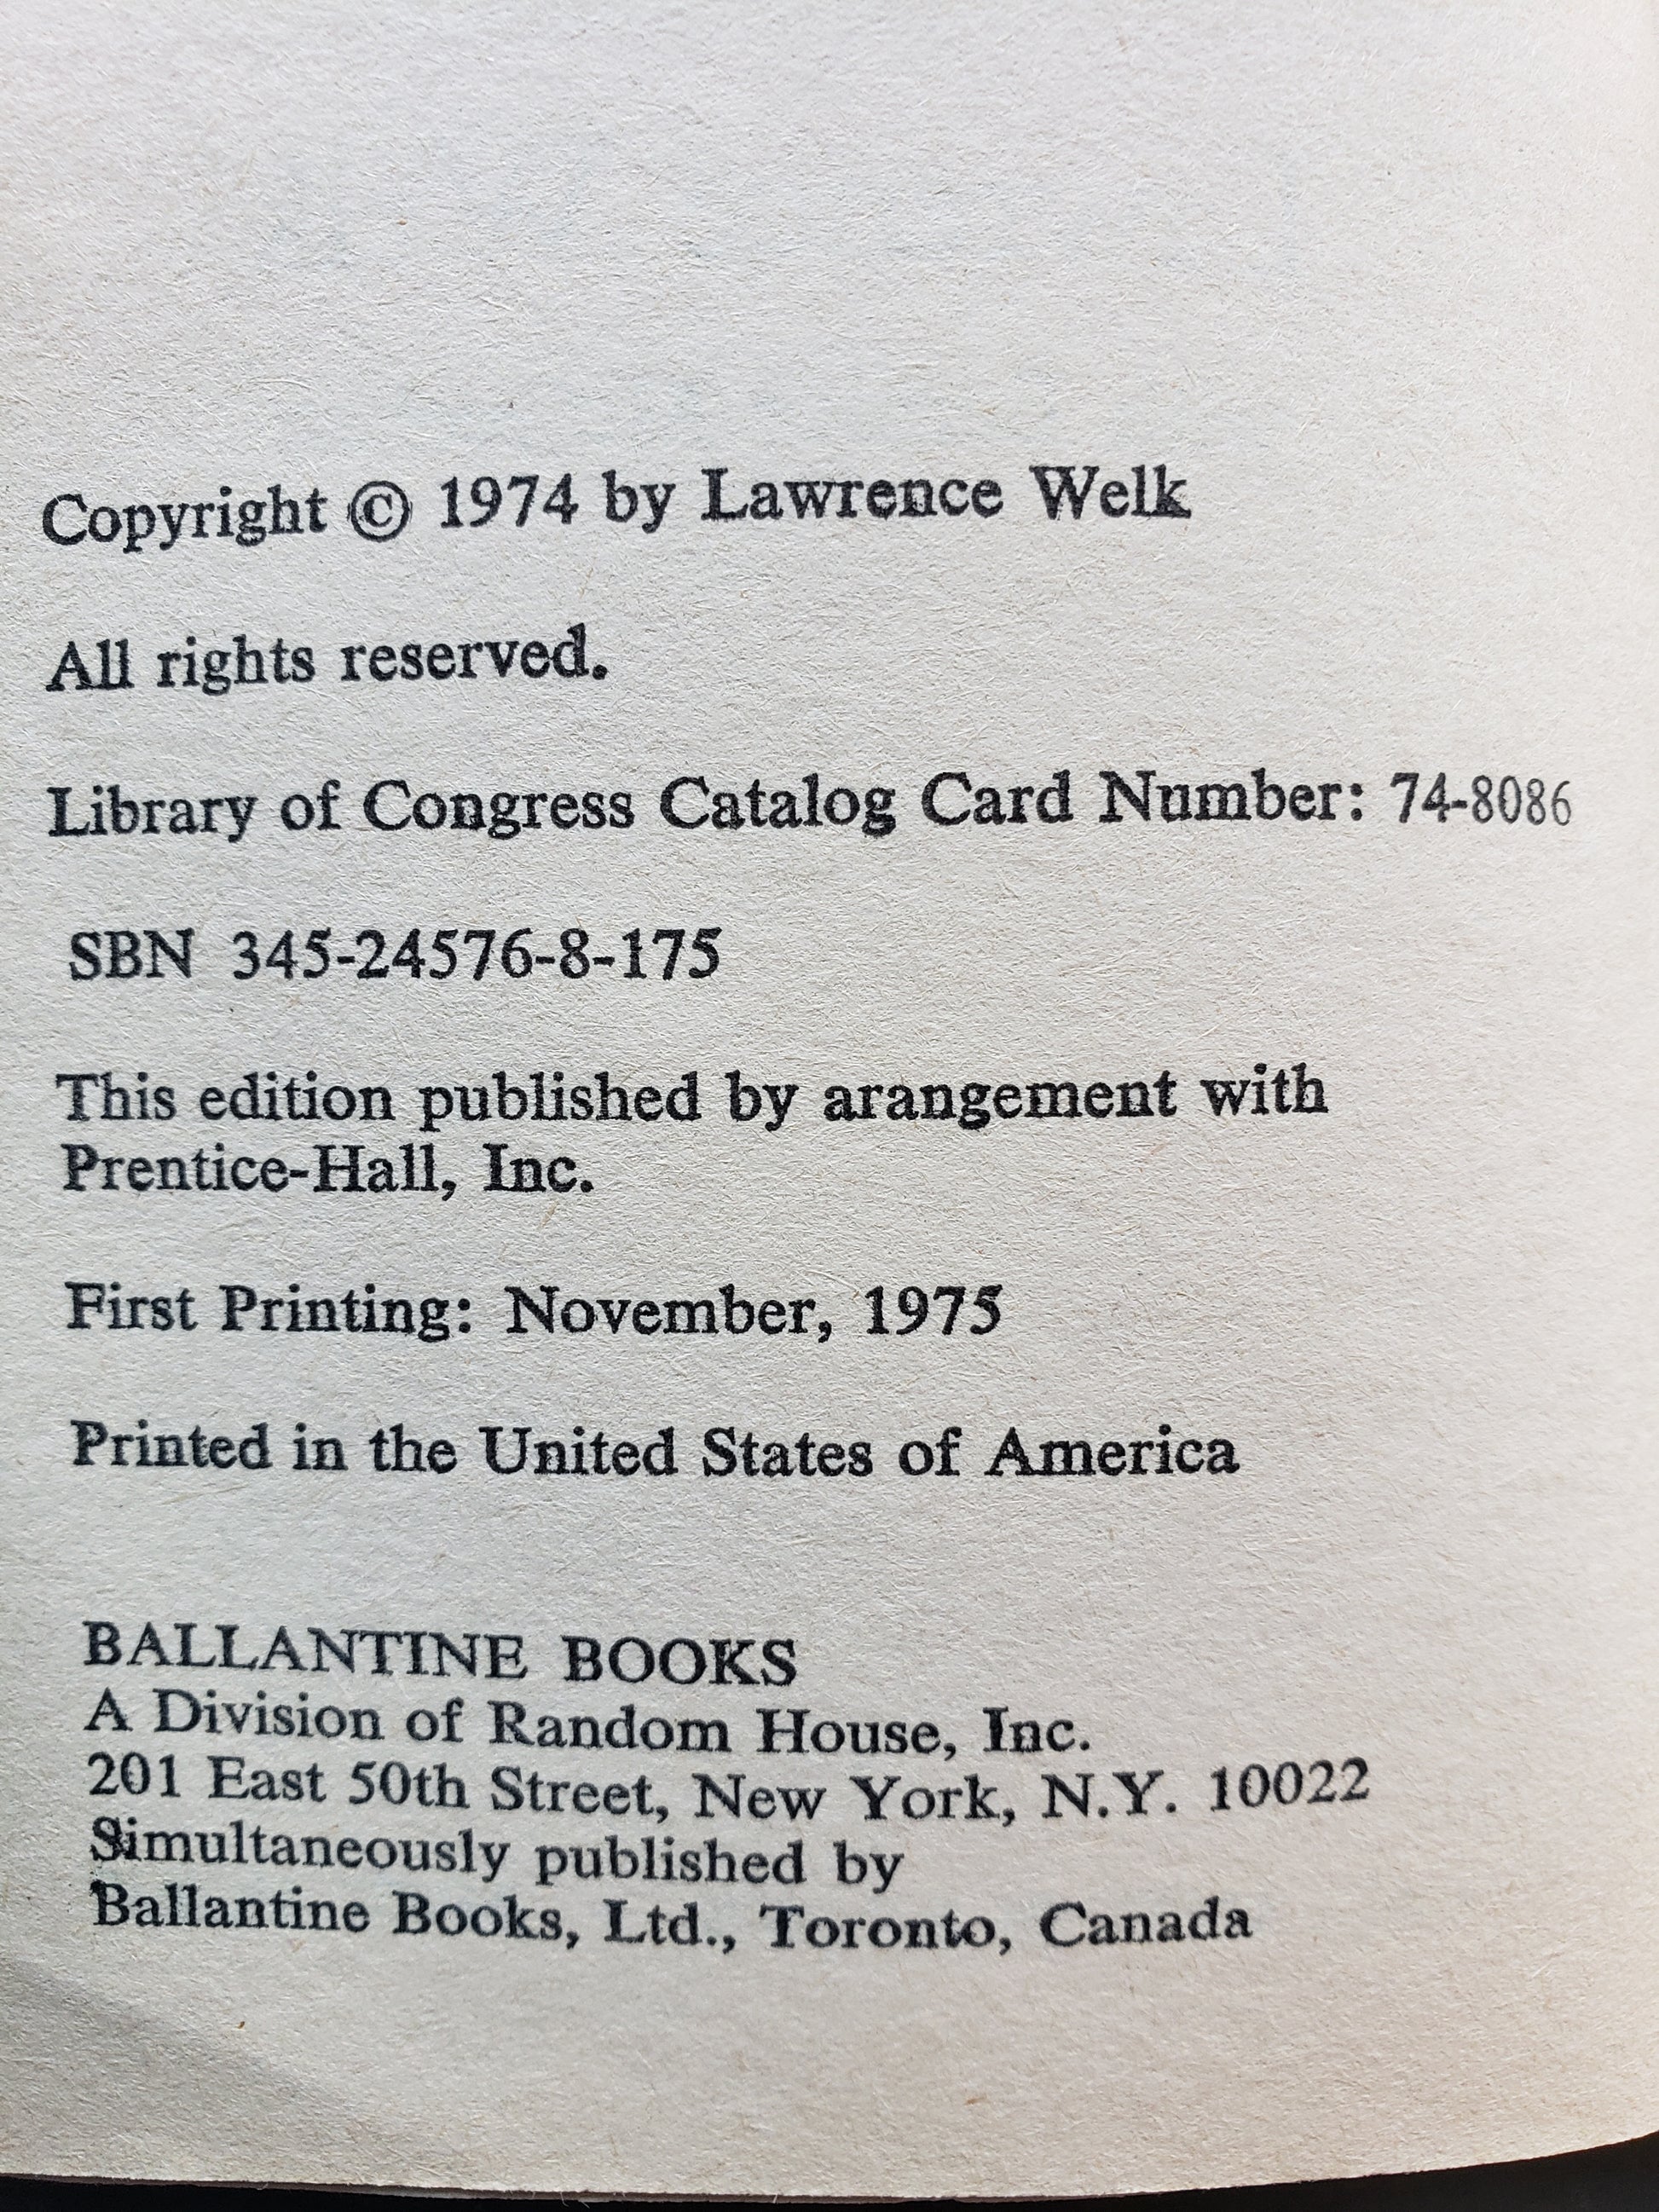 Copyright © 1974 by Lawrence Welk
All rights reserved.
Library of Congress Catalog Card Number: 74-8086
SBN 345-24576-8-175
This edition published by arangement with
Prentice-Hall, Inc.
First Printing: November, 1975
Printed in the United States of America
BALLANTINE BOOKS
A Division of Random House, Inc.
201 East 50th Street, New York, N.Y. 10022
Simultaneously published by
Ballantine Books, Ltd., Toronto, Canada